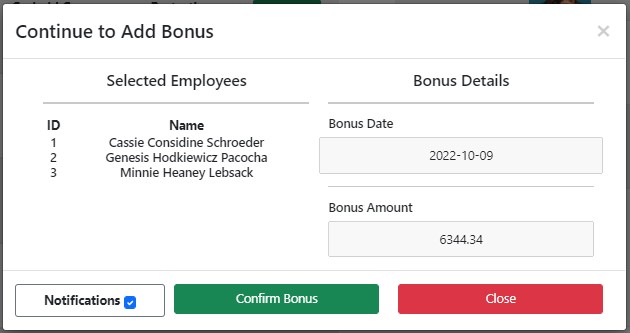 Continue to Add Bonus
×
Selected Employees
ID Name
1 Cassie Considine Schroeder
2 Genesis Hodkiewicz Pacocha
3 Minnie Heaney Lebsack
Bonus Details
Bonus Date
2022-10-09
Bonus Amount
6344.34
Notifications
Confirm Bonus
Close